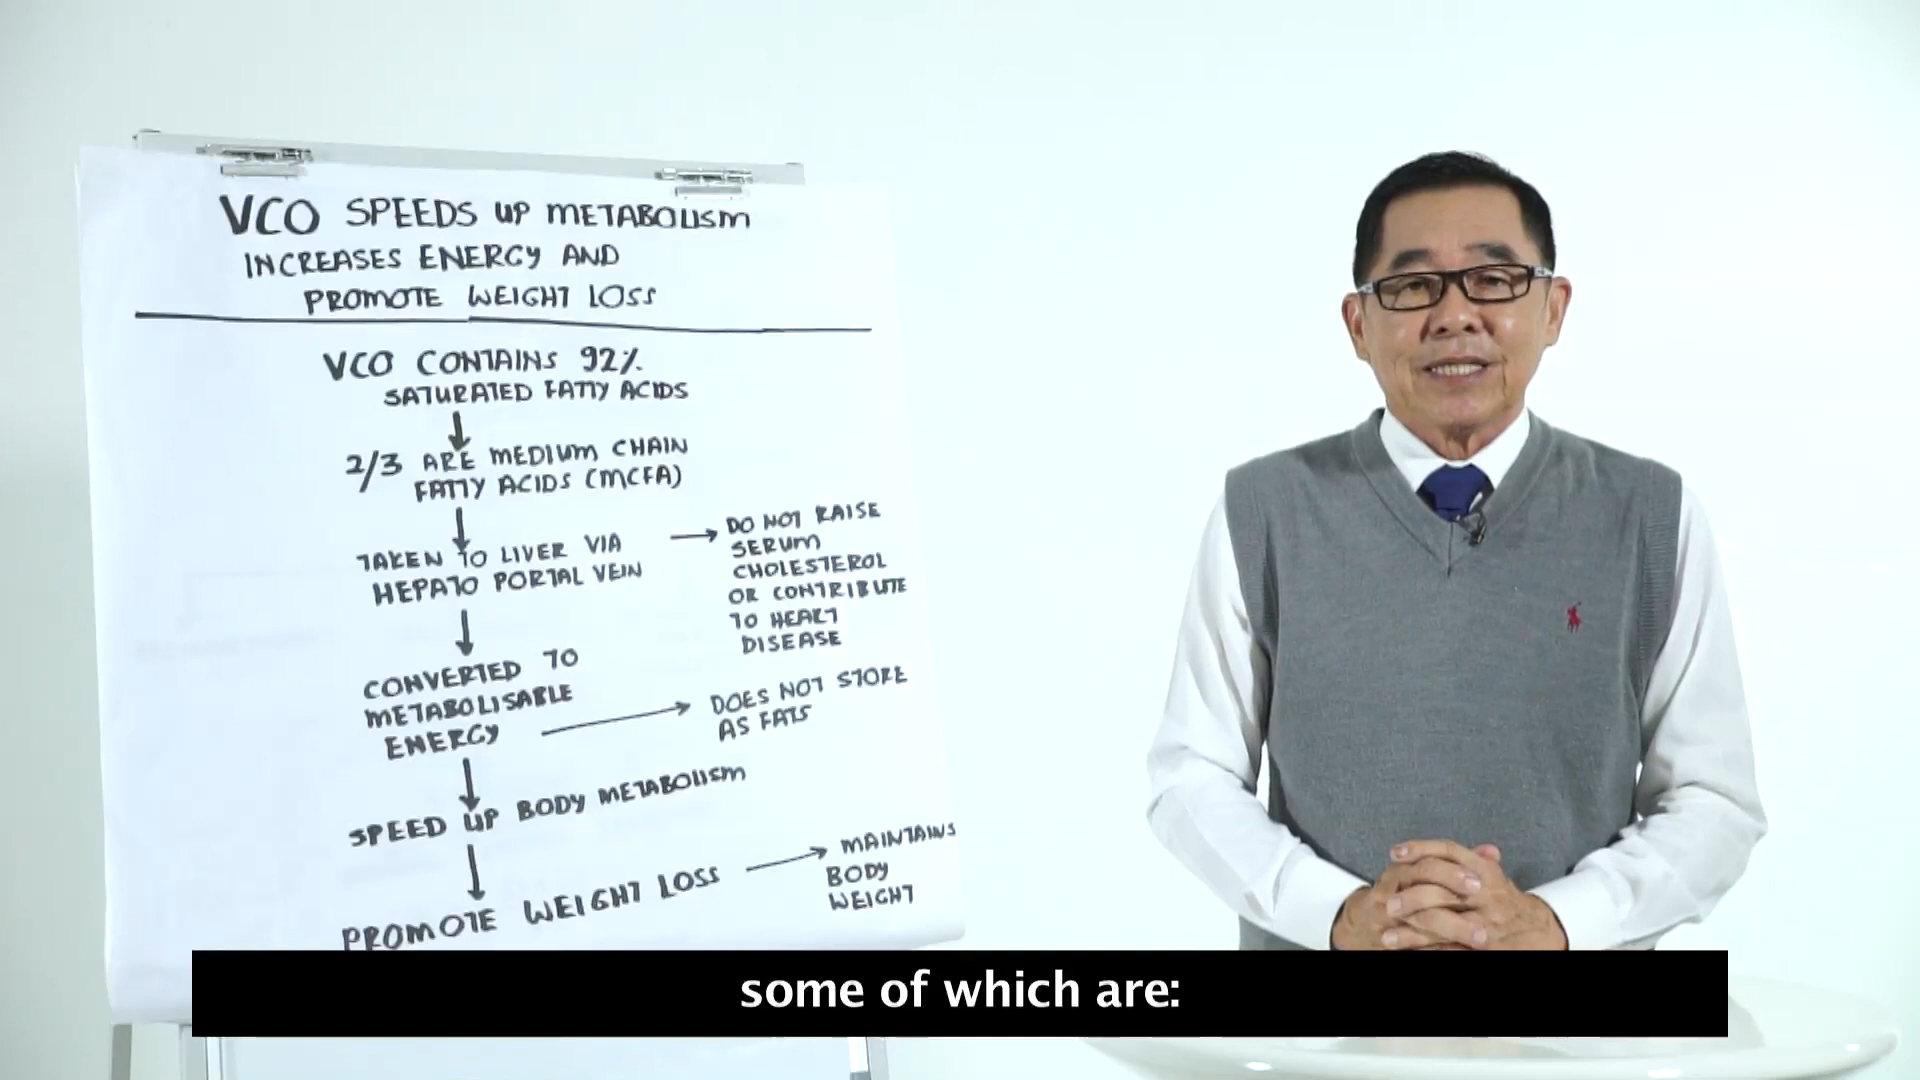 VCO SPEEDS UP METABOLISM
INCREASES ENERGY AND
PROMOTE WEIGHT LOSS
VCO CONTAINS 92%
SATURATED FATTY ACIDS
2/3 ARE MEDIUM CHAIN
FATTY ACIDS (MCFA)
TAKEN TO LIVER VIA
HEPATO PORTAL VEIN
DO NOT RAISE
SERUM
CHOLESTEROL
OR CONTRIBUTE
TO HEART
DISEASE
CONVERTED TO
METABOLISABLE
ENERGY
DOES NOT STORE
AS FATS
SPEED UP BODY METABOLISM
PROMOTE WEIGHT LOSS
MAINTAINS
BODY
WEIGHT
some of which are: